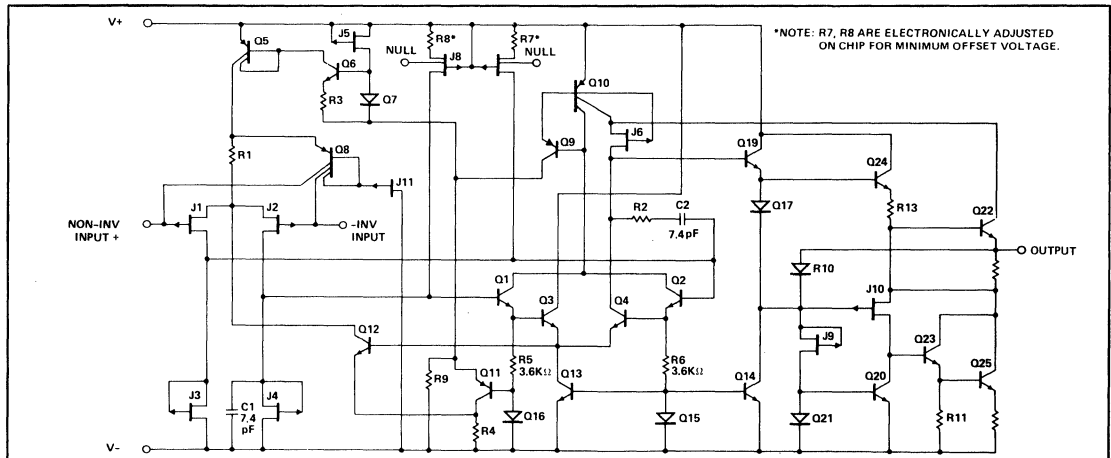 V+
Q5
J5
Q6
R3
Q7
R8*
NULL
J8
R7*
NULL
*NOTE: R7, R8 ARE ELECTRONICALLY ADJUSTED
ON CHIP FOR MINIMUM OFFSET VOLTAGE.
Q10
J6
Q9
Q19
Q24
R1
Q8
J11
J1
J2
NON-INV
INPUT +
-INV
INPUT
R2
C2
7.4 pF
Q17
R13
Q22
OUTPUT
R10
J10
Q1
Q3
Q4
Q2
Q12
J9
Q23
Q25
R9
Q11
R5
3.6KΩ
Q13
R6
3.6KΩ
Q14
Q20
J3
C1
7.4
pF
J4
R4
Q16
Q15
Q21
R11
V-